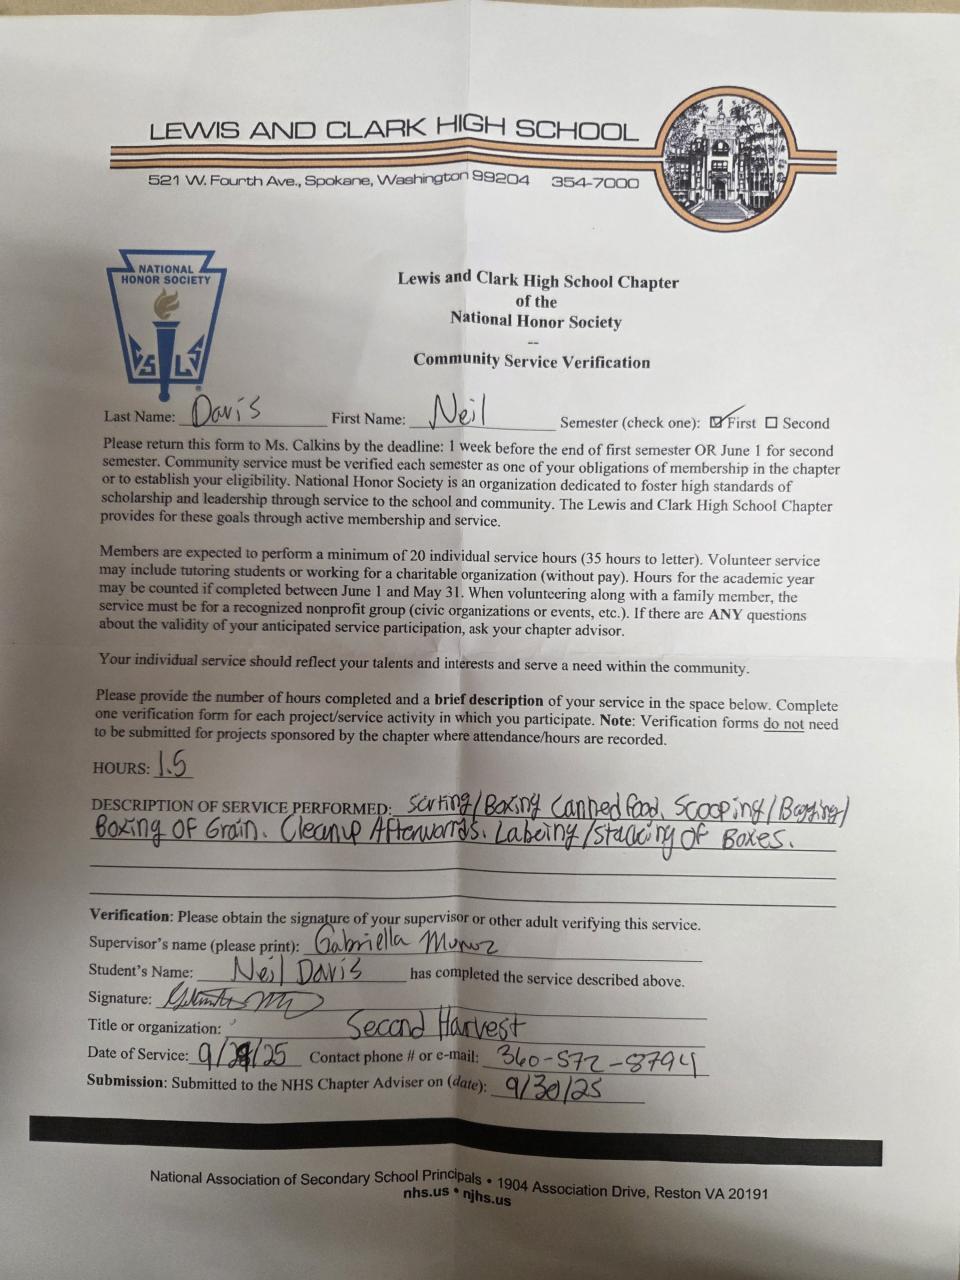 LEWIS AND CLARK HIGH SCHOOL
521 W. Fourth Ave., Spokane, Washington 99204 354-7000
NATIONAL
HONOR SOCIETY
Lewis and Clark High School Chapter
of the
National Honor Society
--
Community Service Verification
Last Name: Davis First Name: Neil Semester (check one): ☑ First ☐ Second
Please return this form to Ms. Calkins by the deadline: 1 week before the end of first semester OR June 1 for second
semester. Community service must be verified each semester as one of your obligations of membership in the chapter
or to establish your eligibility. National Honor Society is an organization dedicated to foster high standards of
scholarship and leadership through service to the school and community. The Lewis and Clark High School Chapter
provides for these goals through active membership and service.
Members are expected to perform a minimum of 20 individual service hours (35 hours to letter). Volunteer service
may include tutoring students or working for a charitable organization (without pay). Hours for the academic year
may be counted if completed between June 1 and May 31. When volunteering along with a family member, the
service must be for a recognized nonprofit group (civic organizations or events, etc.). If there are ANY questions
about the validity of your anticipated service participation, ask your chapter advisor.
Your individual service should reflect your talents and interests and serve a need within the community.
Please provide the number of hours completed and a brief description of your service in the space below. Complete
one verification form for each project/service activity in which you participate. Note: Verification forms do not need
to be submitted for projects sponsored by the chapter where attendance/hours are recorded.
HOURS: 1.5
DESCRIPTION OF SERVICE PERFORMED: Sorting/Boxing Canned food. Scooping/Bagging/
Boxing OF Grain. Cleanup Afterwards. Labeing/Stacking OF Boxes.
Verification: Please obtain the signature of your supervisor or other adult verifying this service.
Supervisor's name (please print): Gabriella Munoz
Student's Name: Neil Davis has completed the service described above.
Signature:
Title or organization: Second Harvest
Date of Service: 9/ /25 Contact phone # or e-mail: 360-572-8794
Submission: Submitted to the NHS Chapter Adviser on (date): 9/30/25
National Association of Secondary School Principals • 1904 Association Drive, Reston VA 20191
nhs.us • njhs.us